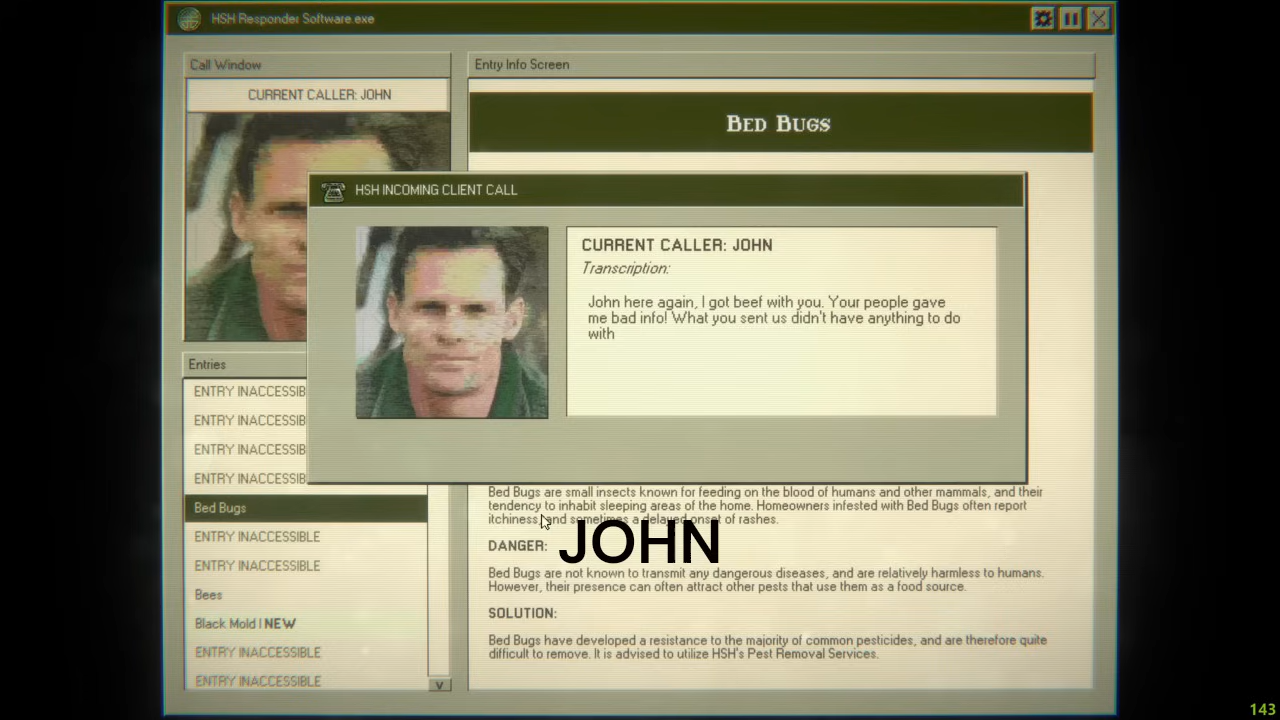 HSH Responder Software.exe
Call Window
CURRENT CALLER: JOHN
Entry Info Screen
BED BUGS
HSH INCOMING CLIENT CALL
CURRENT CALLER: JOHN
Transcription:
John here again, I got beef with you. Your people gave
me bad info! What you sent us didn't have anything to do
with
Entries
ENTRY INACCESSIB
ENTRY INACCESSIB
ENTRY INACCESSIB
ENTRY INACCESSIB
Bed Bugs
ENTRY INACCESSIBLE
ENTRY INACCESSIBLE
Bees
Black Mold | NEW
ENTRY INACCESSIBLE
ENTRY INACCESSIBLE
V
Bed Bugs are small insects known for feeding on the blood of humans and other mammals, and their
tendency to inhabit sleeping areas of the home. Homeowners infested with Bed Bugs often report
itchiness, and sometimes a delayed onset of rashes.
JOHN
DANGER:
Bed Bugs are not known to transmit any dangerous diseases, and are relatively harmless to humans.
However, their presence can often attract other pests that use them as a food source.
SOLUTION:
Bed Bugs have developed a resistance to the majority of common pesticides, and are therefore quite
difficult to remove. It is advised to utilize HSH's Pest Removal Services.
143